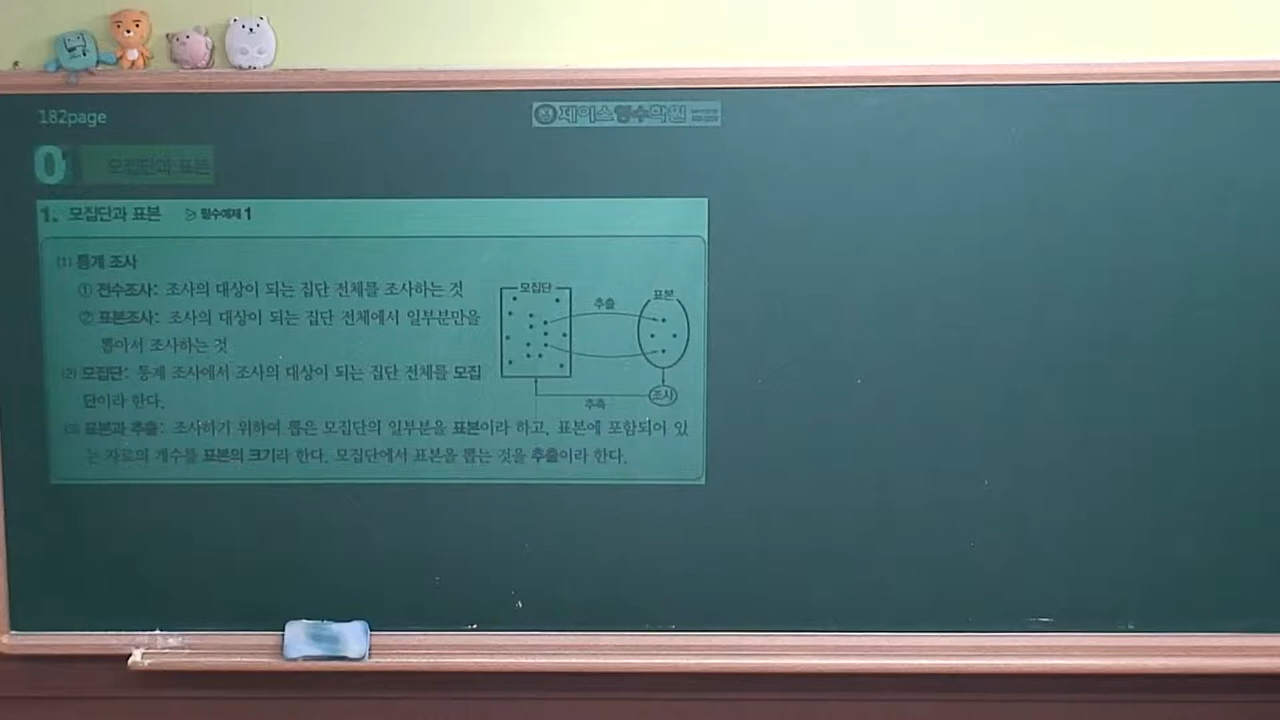 182page
제이스영수학원
0
모집단과 표본
1. 모집단과 표본 ▷ 필수예제 1
(1) 통계 조사
① 전수조사: 조사의 대상이 되는 집단 전체를 조사하는 것
② 표본조사: 조사의 대상이 되는 집단 전체에서 일부분만을
뽑아서 조사하는 것
(2) 모집단: 통계 조사에서 조사의 대상이 되는 집단 전체를 모집
단이라 한다.
(3) 표본과 추출: 조사하기 위하여 뽑은 모집단의 일부분을 표본이라 하고, 표본에 포함되어 있
는 자료의 개수를 표본의 크기라 한다. 모집단에서 표본을 뽑는 것을 추출이라 한다.
모집단
추출
표본
조사
추측